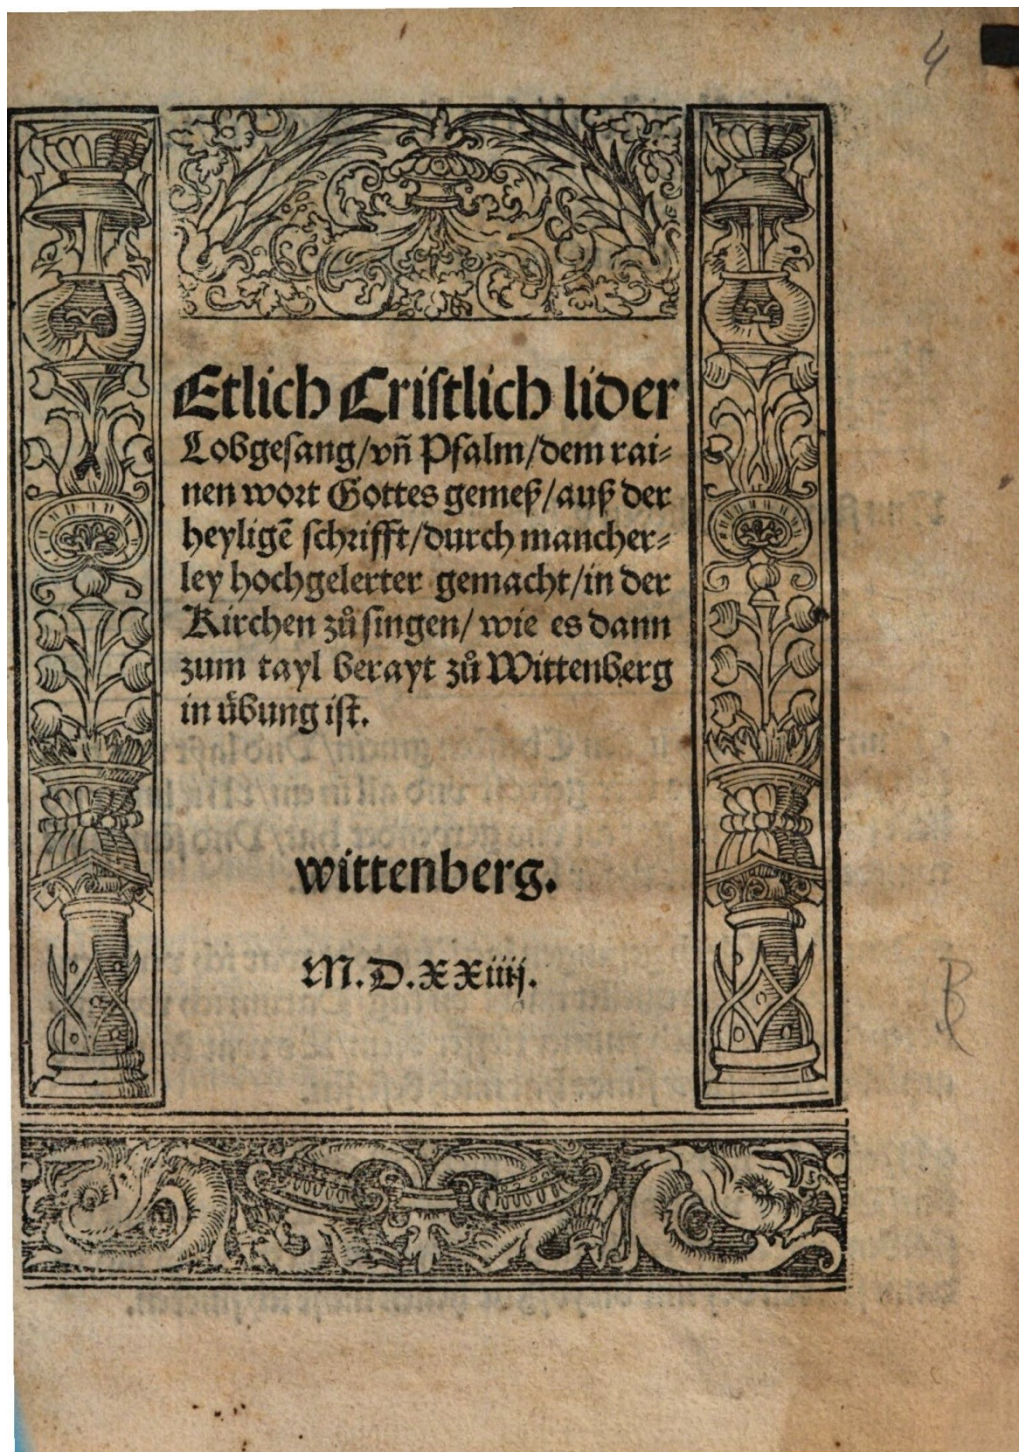 4
Etlich Cristlich lider
Lobgesang/vñ Psalm/dem rai⸗
nen wort Gottes gemeß/auß der
heyligẽ schrifft/durch mancher⸗
ley hochgelerter gemacht/in der
Kirchen zů singen/ wie es dann
zum tayl berayt zů Wittenberg
in uͤbung ist.
wittenberg.
M.D.XXiiij.
B